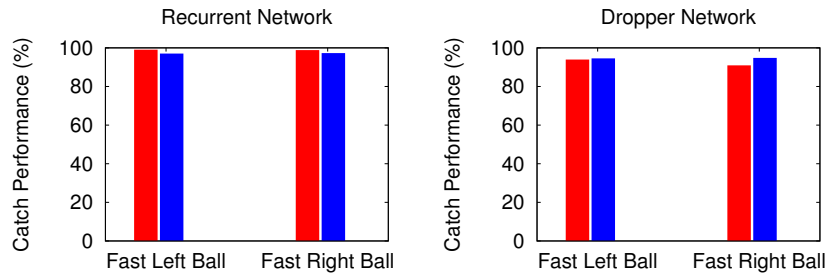 Recurrent Network
Catch Performance (%)
100
80
60
40
20
0
Fast Left Ball Fast Right Ball
Dropper Network
Catch Performance (%)
100
80
60
40
20
0
Fast Left Ball Fast Right Ball